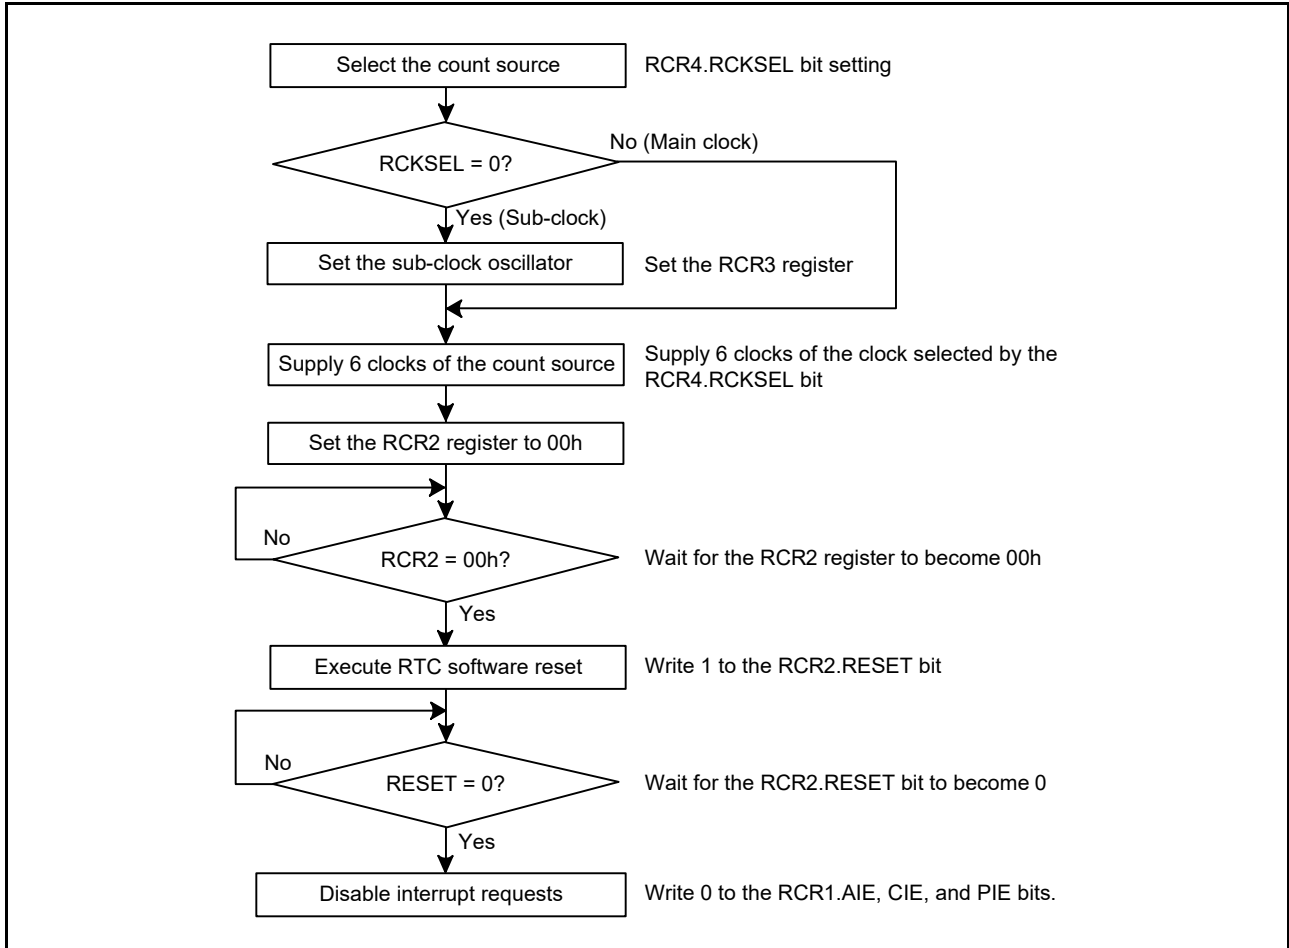 Select the count source
RCR4.RCKSEL bit setting
No (Main clock)
RCKSEL = 0?
Yes (Sub-clock)
Set the sub-clock oscillator
Set the RCR3 register
Supply 6 clocks of the count source
Supply 6 clocks of the clock selected by the
RCR4.RCKSEL bit
Set the RCR2 register to 00h
No
RCR2 = 00h?
Wait for the RCR2 register to become 00h
Yes
Execute RTC software reset
Write 1 to the RCR2.RESET bit
No
RESET = 0?
Wait for the RCR2.RESET bit to become 0
Yes
Disable interrupt requests
Write 0 to the RCR1.AIE, CIE, and PIE bits.